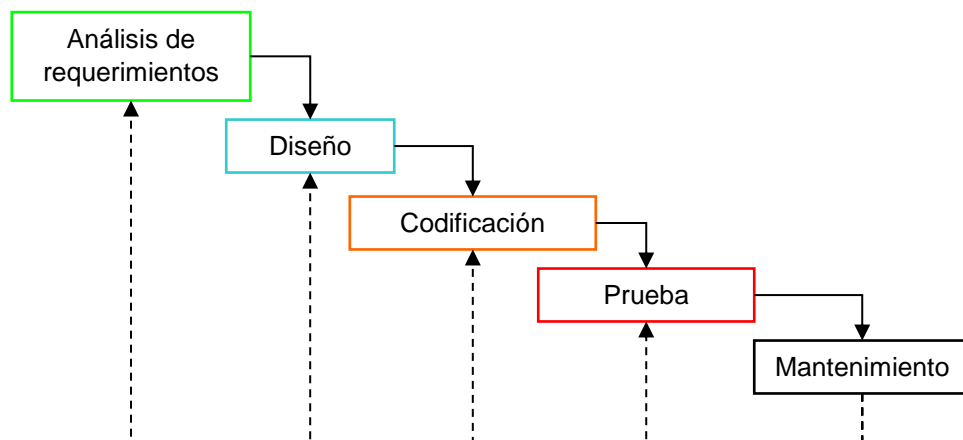 Análisis de
requerimientos
Diseño
Codificación
Prueba
Mantenimiento